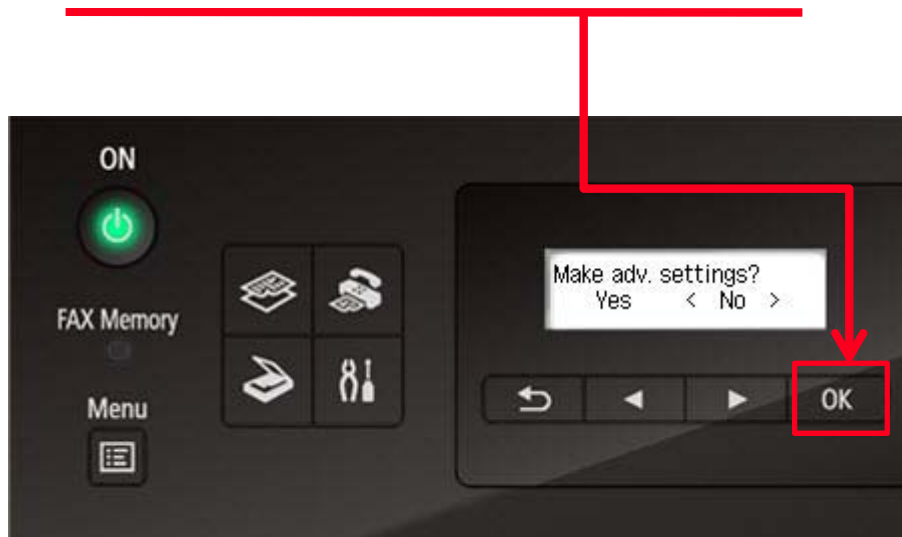 ON
FAX Memory
Menu
Make adv. settings?
Yes < No >
OK